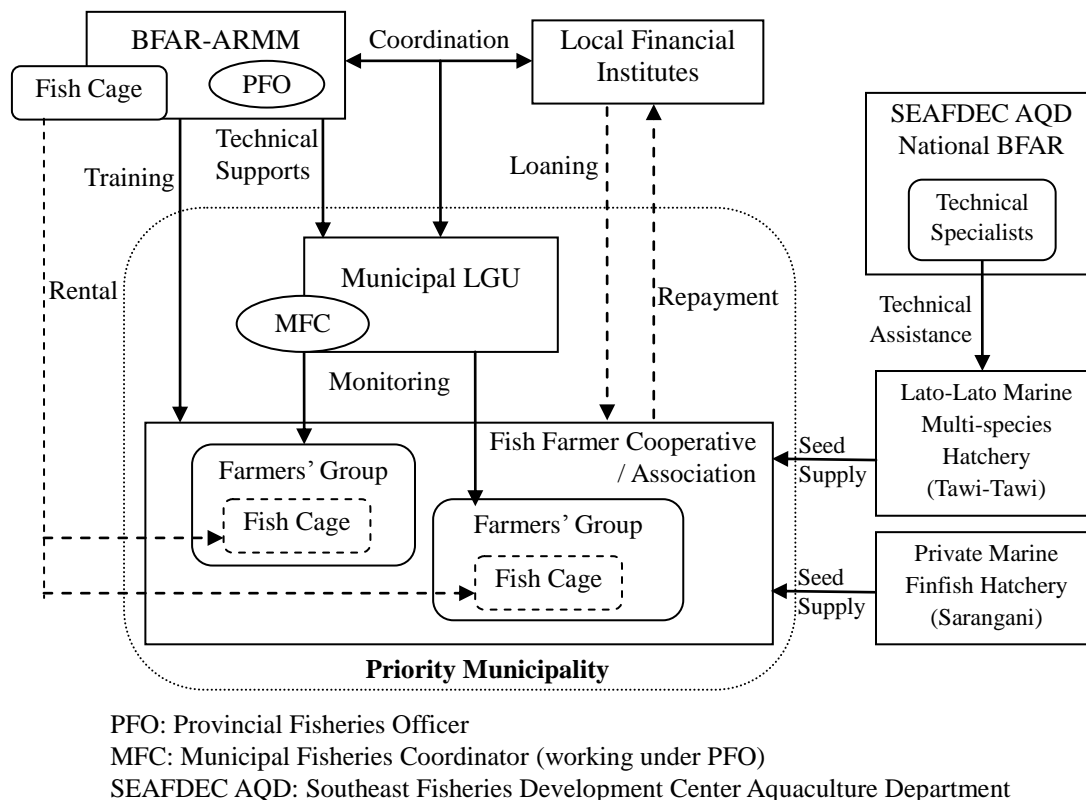 BFAR-ARMM
PFO
Fish Cage
Coordination
Local Financial
Institutes
SEAFDEC AQD
National BFAR
Technical
Specialists
Training
Technical
Supports
Loaning
Rental
Municipal LGU
MFC
Repayment
Technical
Assistance
Monitoring
Lato-Lato Marine
Multi-species
Hatchery
(Tawi-Tawi)
Fish Farmer Cooperative
/ Association
Seed
Supply
Farmers' Group
Fish Cage
Farmers' Group
Fish Cage
Private Marine
Finfish Hatchery
(Sarangani)
Seed
Supply
Priority Municipality
PFO: Provincial Fisheries Officer
MFC: Municipal Fisheries Coordinator (working under PFO)
SEAFDEC AQD: Southeast Fisheries Development Center Aquaculture Department